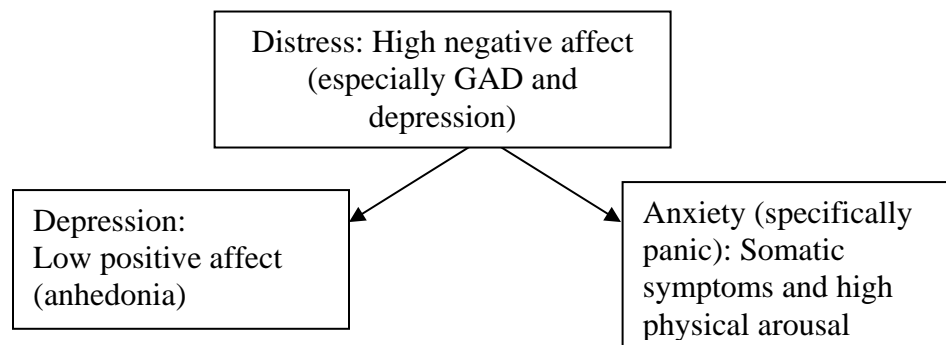 Distress: High negative affect
(especially GAD and
depression)
Depression:
Low positive affect
(anhedonia)
Anxiety (specifically
panic): Somatic
symptoms and high
physical arousal